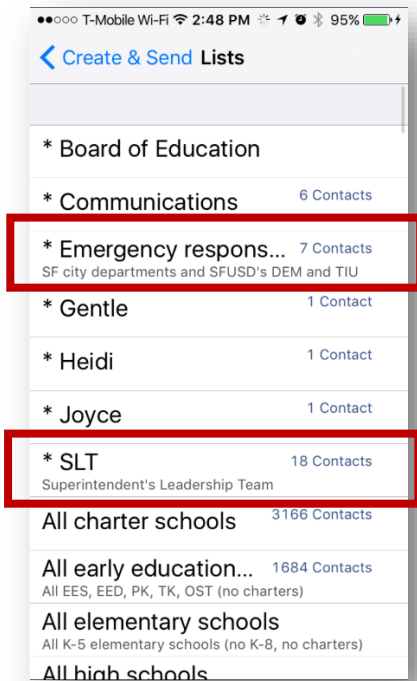 ●●○○○ T-Mobile Wi-Fi 2:48 PM 95%
Create & Send Lists
* Board of Education
* Communications 6 Contacts
* Emergency respons... 7 Contacts
SF city departments and SFUSD's DEM and TIU
* Gentle 1 Contact
* Heidi 1 Contact
* Joyce 1 Contact
* SLT 18 Contacts
Superintendent's Leadership Team
All charter schools 3166 Contacts
All early education... 1684 Contacts
All EES, EED, PK, TK, OST (no charters)
All elementary schools
All K-5 elementary schools (no K-8, no charters)
All high schools